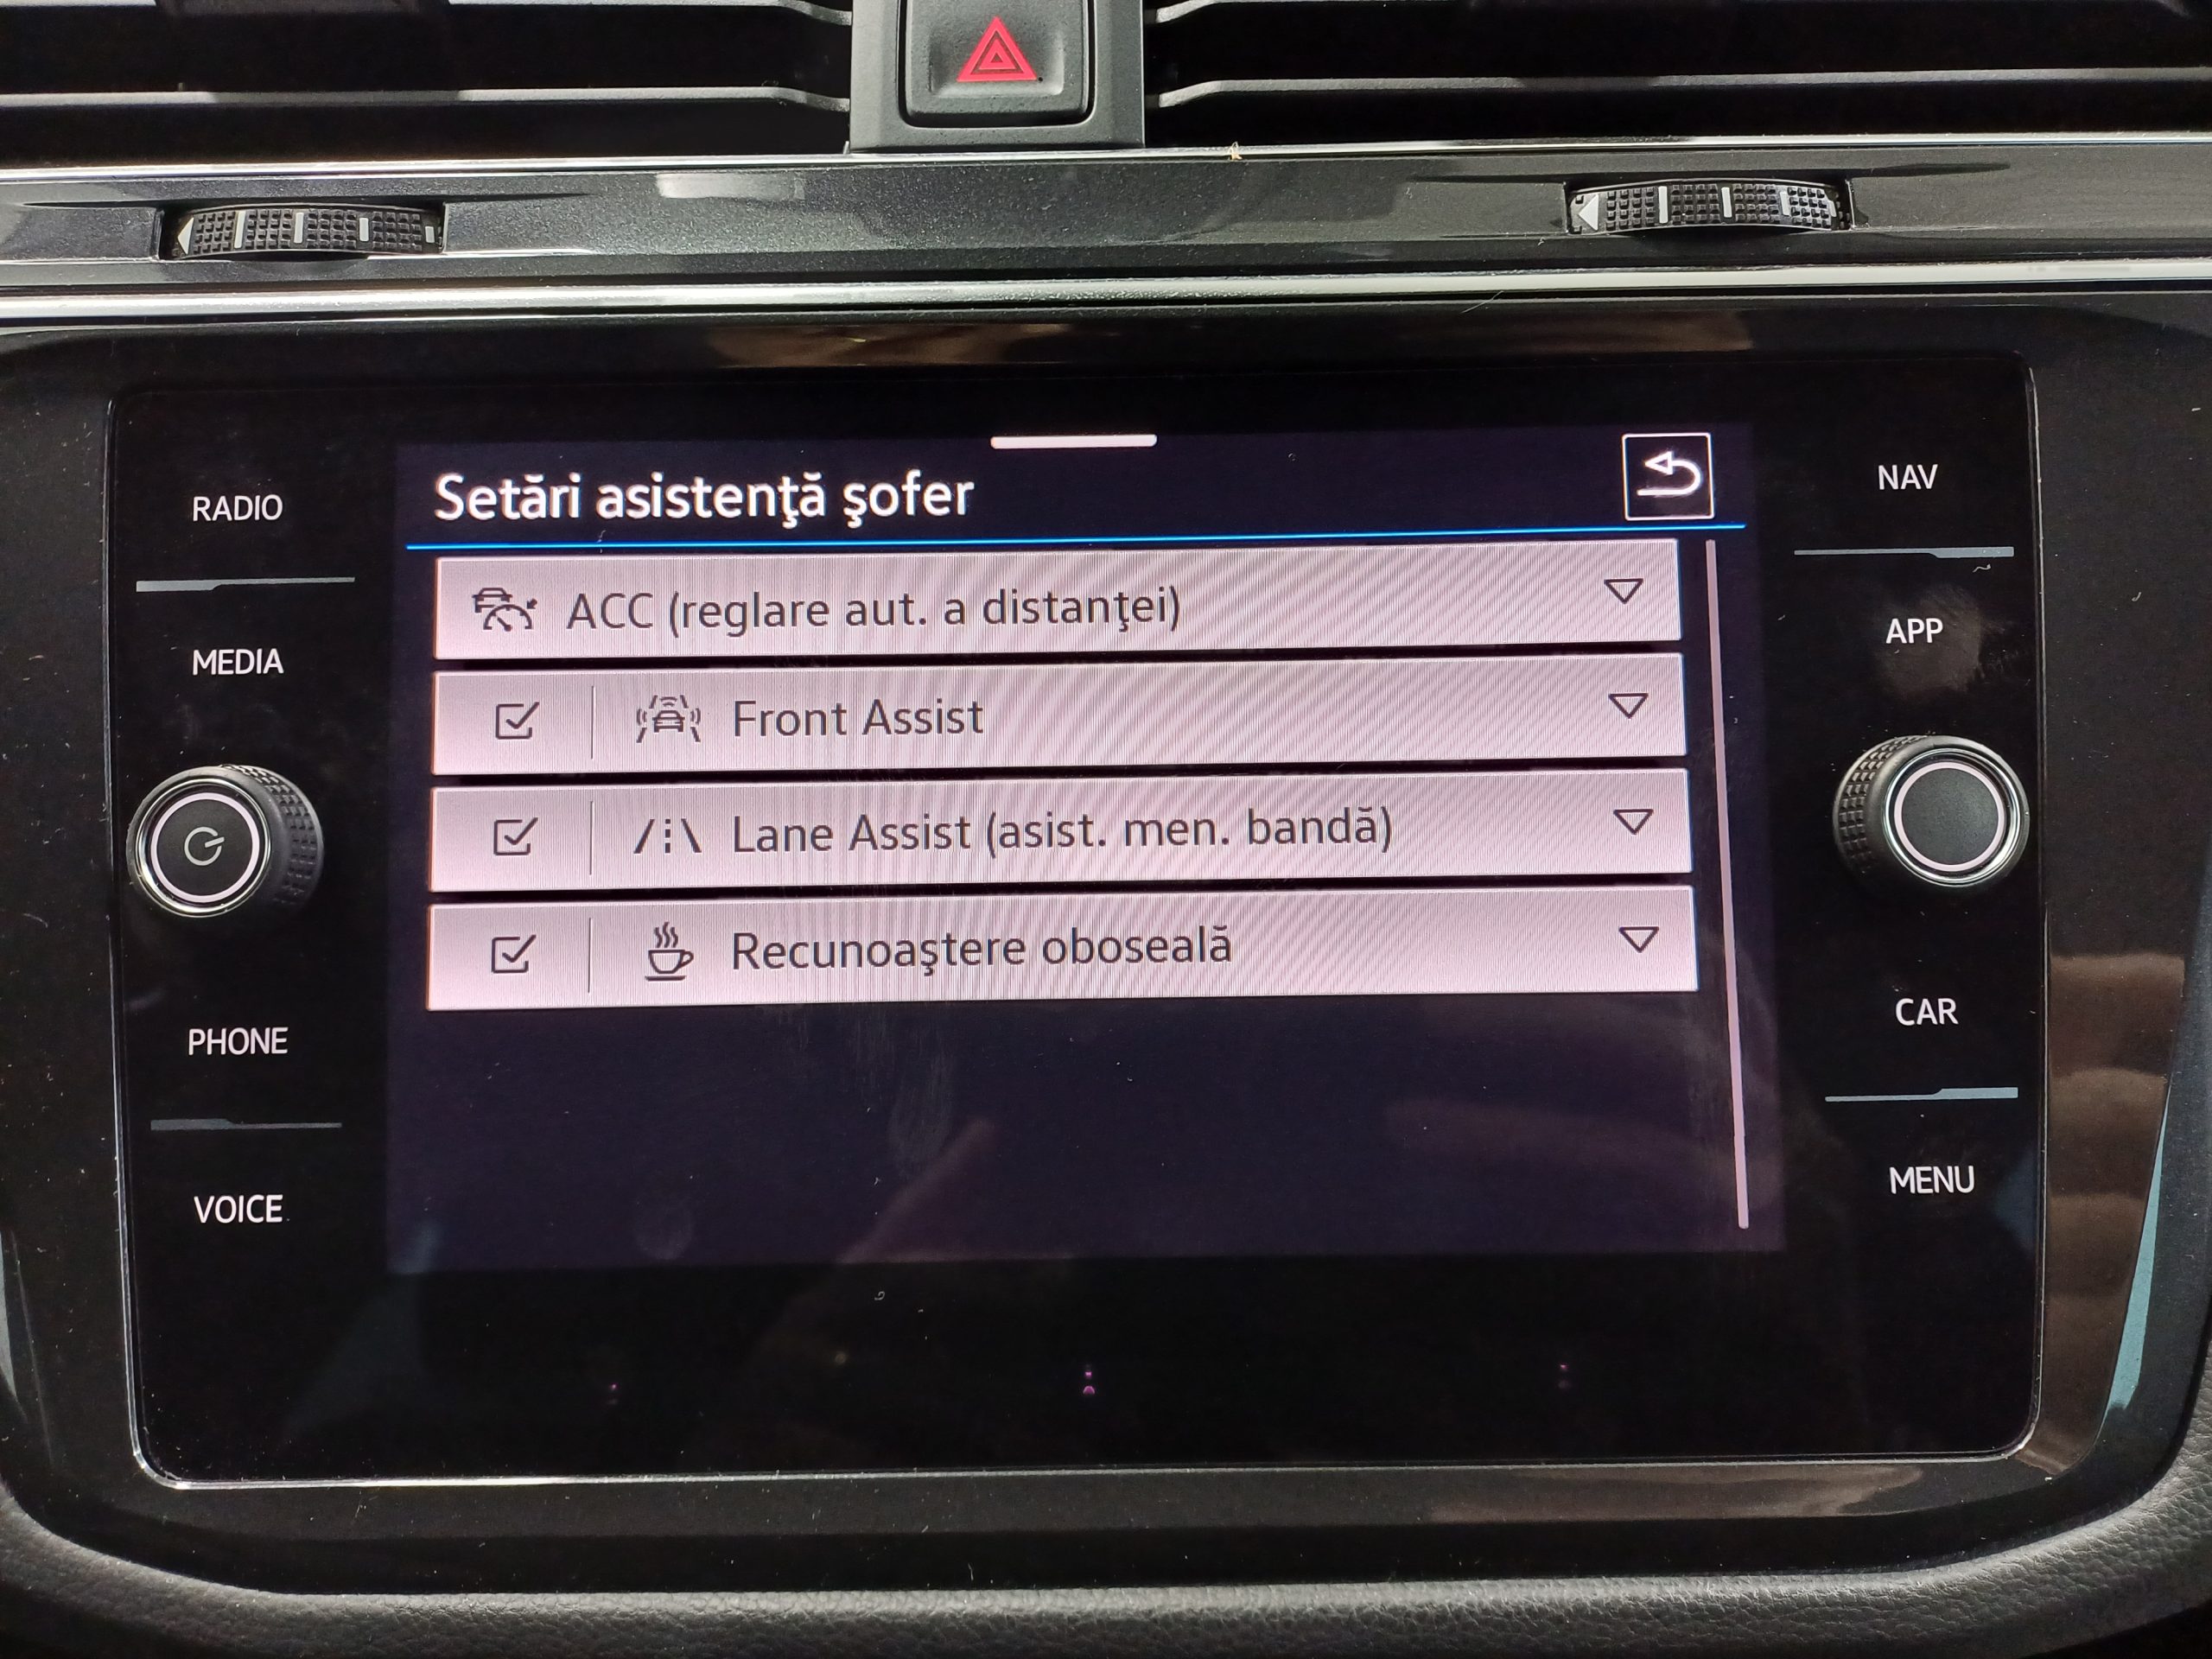 Setări asistenţă şofer
ACC (reglare aut. a distanţei)
Front Assist
Lane Assist (asist. men. bandă)
Recunoaştere oboseală
RADIO
MEDIA
PHONE
VOICE
NAV
APP
CAR
MENU